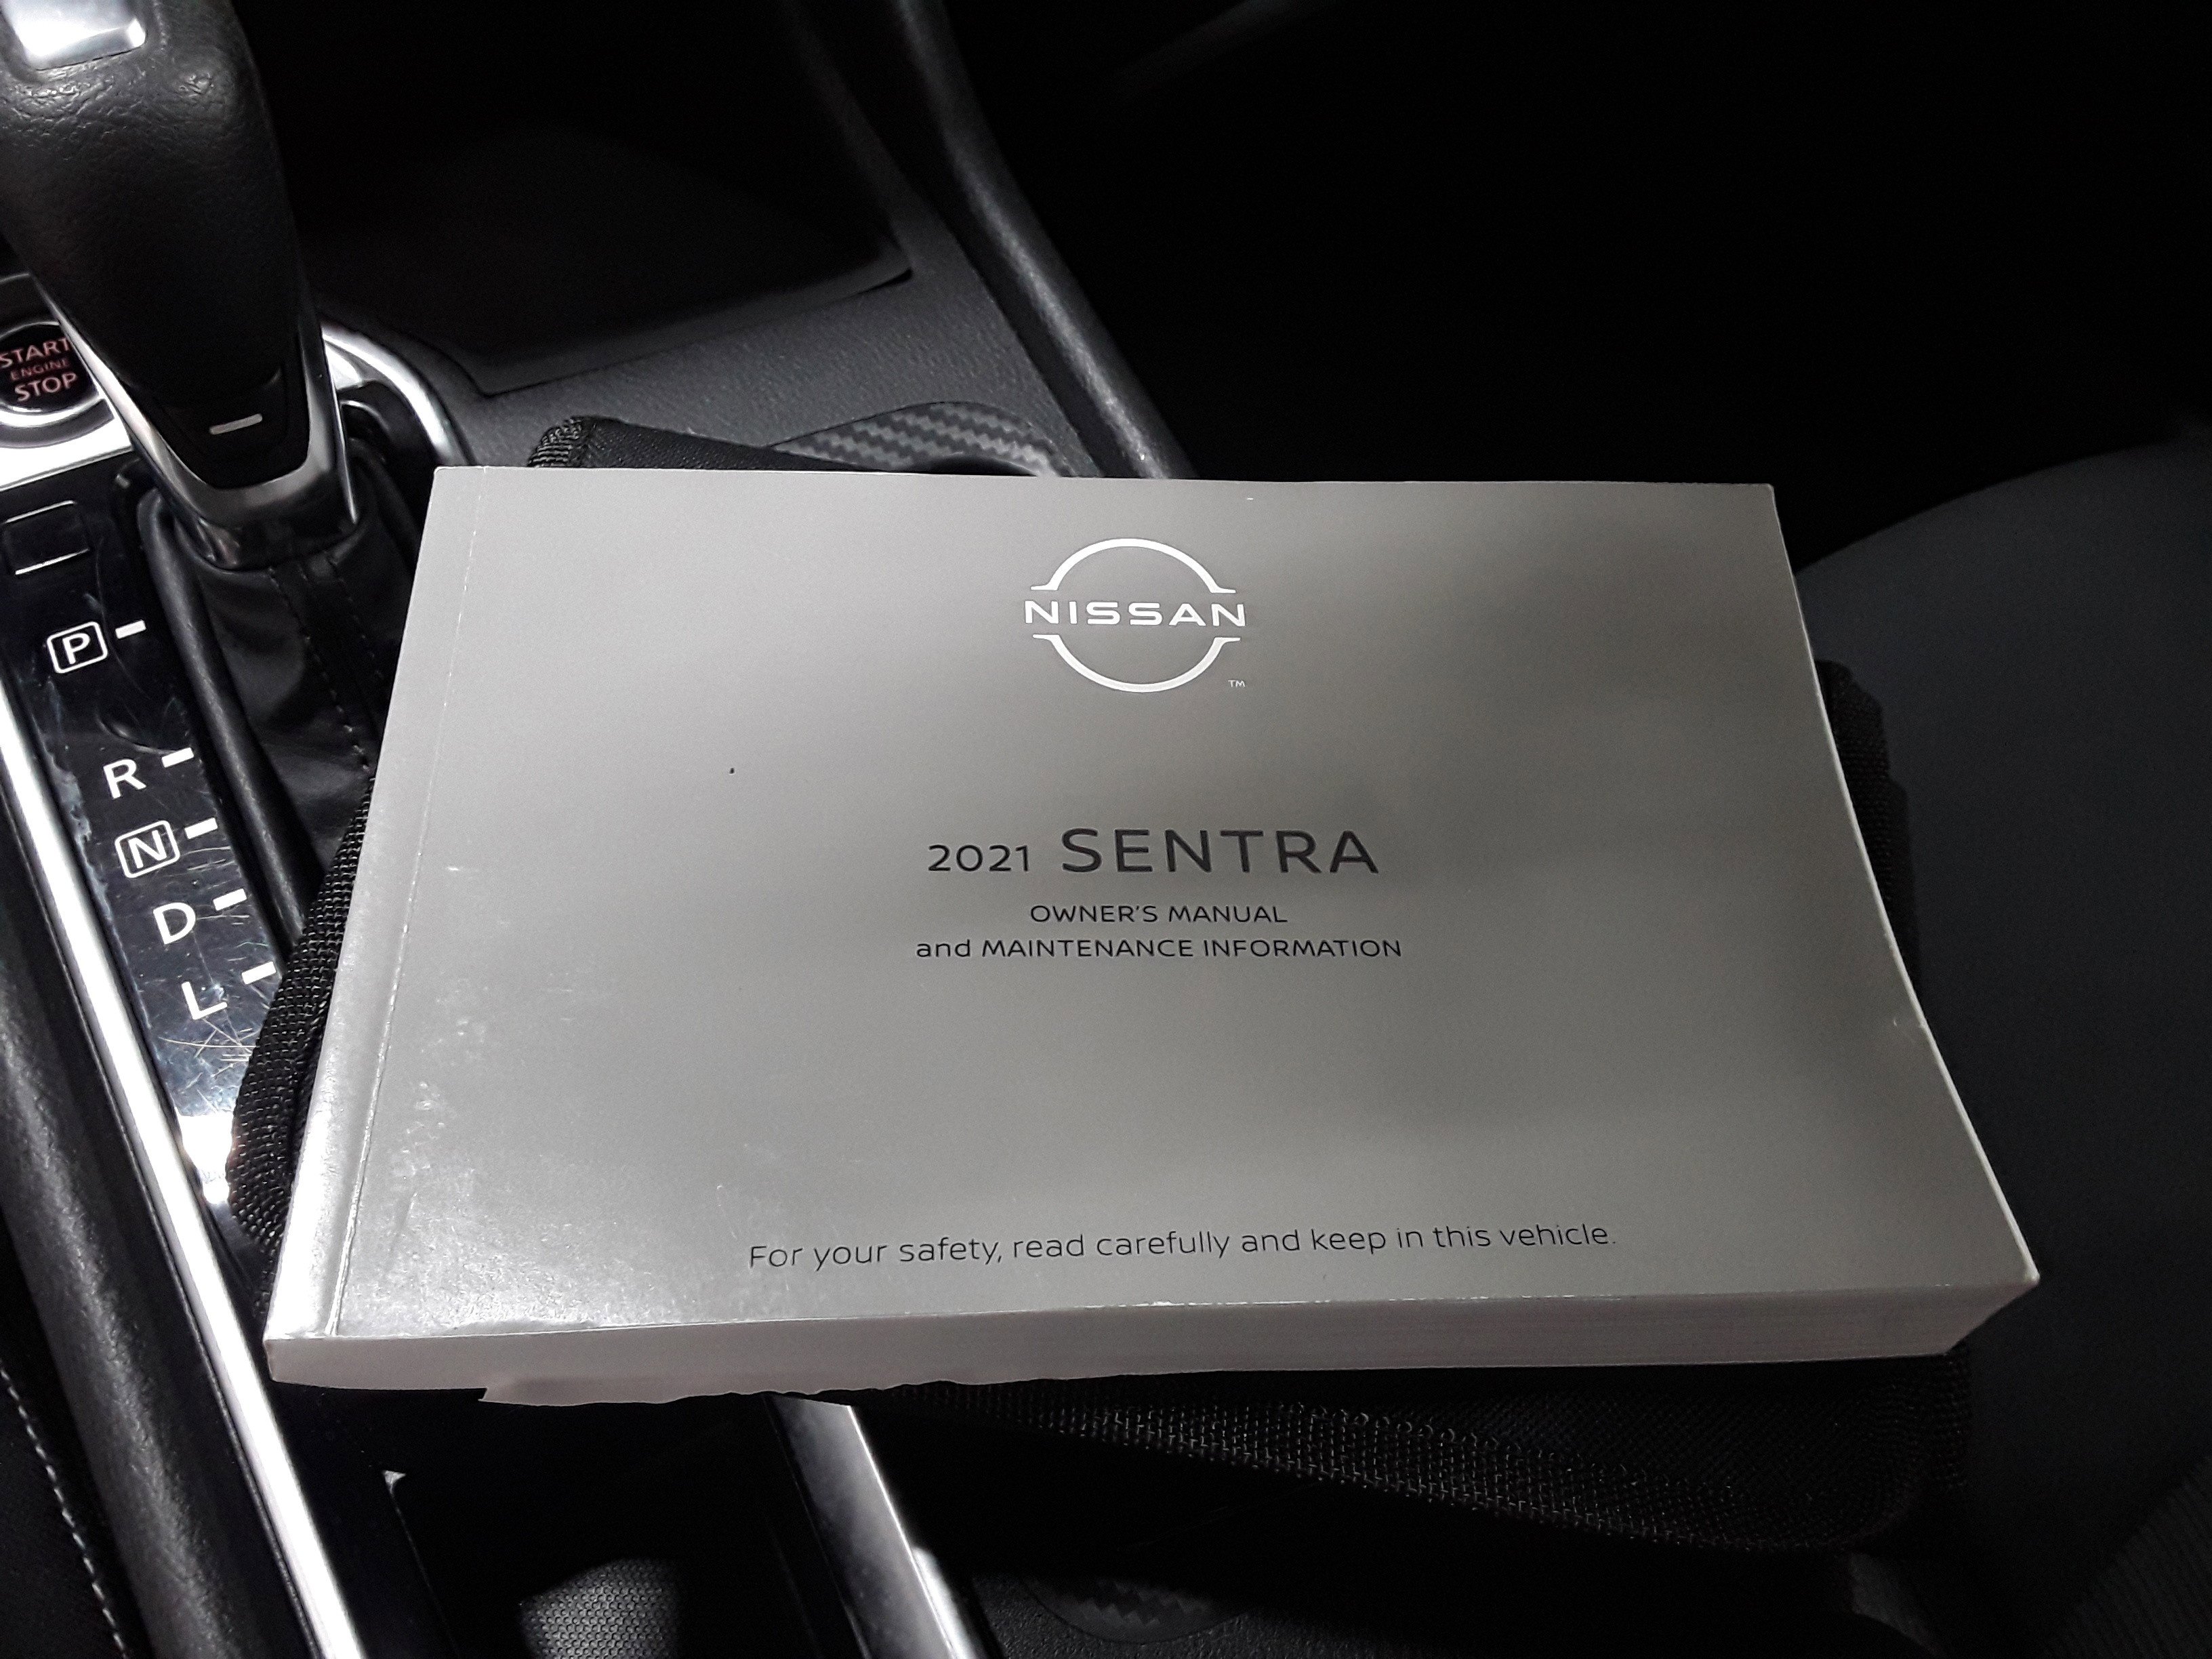 START
ENGINE
STOP
P
R
N
D
L
NISSAN
TM
2021 SENTRA
OWNER'S MANUAL
and MAINTENANCE INFORMATION
For your safety, read carefully and keep in this vehicle.